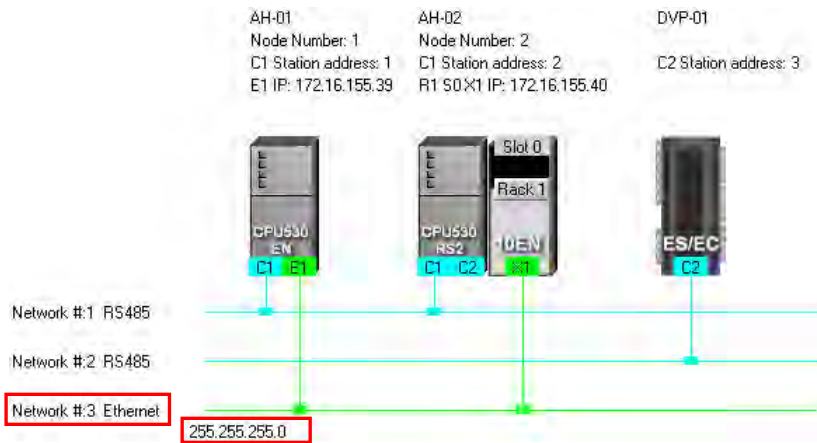 AH-01
Node Number: 1
C1 Station address: 1
E1 IP: 172.16.155.39
AH-02
Node Number: 2
C1 Station address: 2
R1 S0X1 IP: 172.16.155.40
DVP-01
C2 Station address: 3
CPU530
EN
C1 E1
CPU530
RS2
C1 C2
Slot 0
Rack 1
10EN
X1
ES/EC
C2
Network #:1 RS485
Network #:2 RS485
Network #:3 Ethernet
255.255.255.0